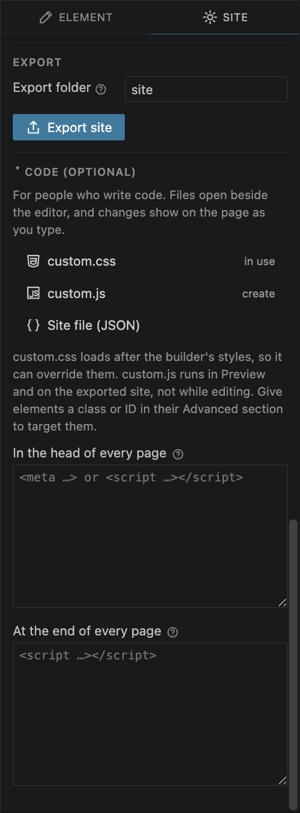 ELEMENT
SITE
EXPORT
Export folder
site
Export site
CODE (OPTIONAL)
For people who write code. Files open beside
the editor, and changes show on the page as
you type.
custom.css in use
custom.js create
{ } Site file (JSON)
custom.css loads after the builder's styles, so it
can override them. custom.js runs in Preview
and on the exported site, not while editing. Give
elements a class or ID in their Advanced section
to target them.
In the head of every page
<meta …> or <script …></script>
At the end of every page
<script …></script>